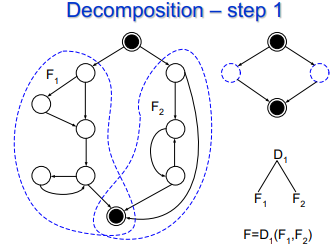 Decomposition – step 1
F1
F2
D1
F1 F2
F=D1(F1,F2)